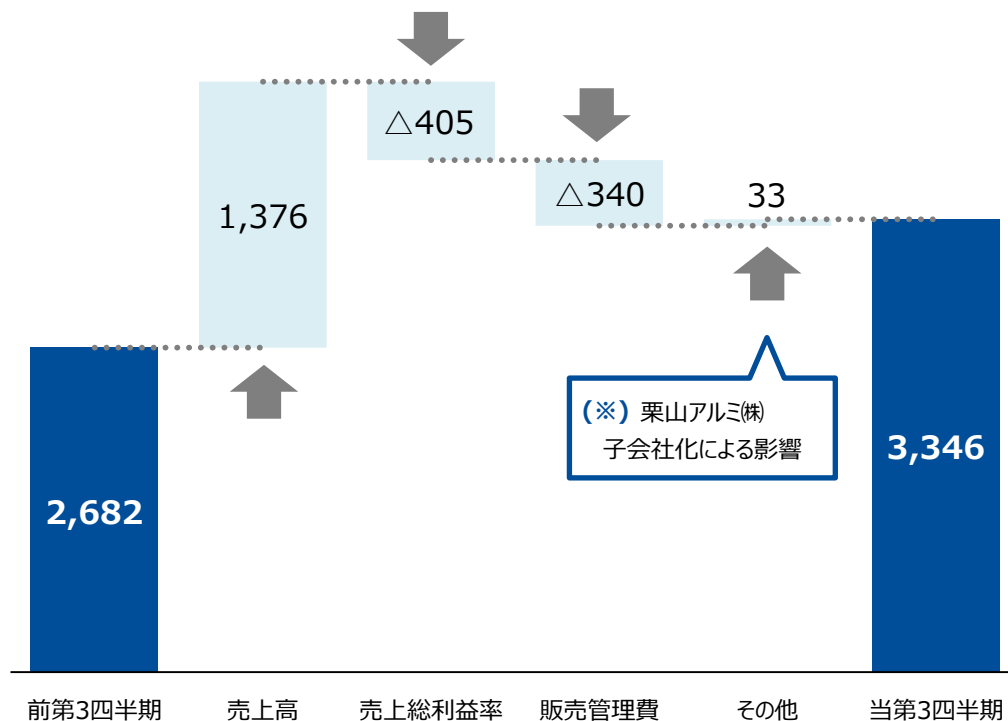 △405
△340
33
1,376
(※) 栗山アルミ㈱
子会社化による影響
3,346
2,682
前第3四半期 売上高 売上総利益率 販売管理費 その他 当第3四半期